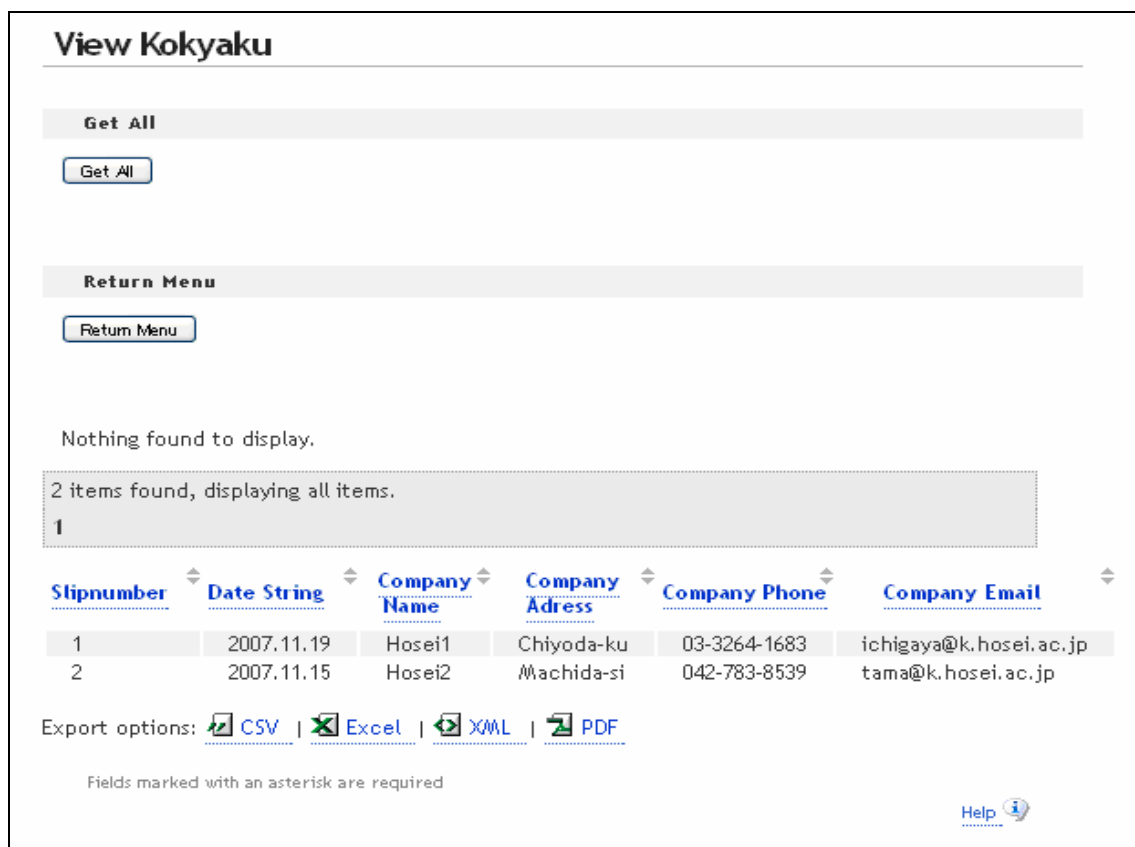 View Kokyaku
Get All
Get All
Return Menu
Return Menu
Nothing found to display.
2 items found, displaying all items.
1
Slipnumber Date String Company Name Company Adress Company Phone Company Email
1 2007.11.19 Hosei1 Chiyoda-ku 03-3264-1683 ichigaya@k.hosei.ac.jp
2 2007.11.15 Hosei2 Machida-si 042-783-8539 tama@k.hosei.ac.jp
Export options: CSV | Excel | XML | PDF
Fields marked with an asterisk are required
Help